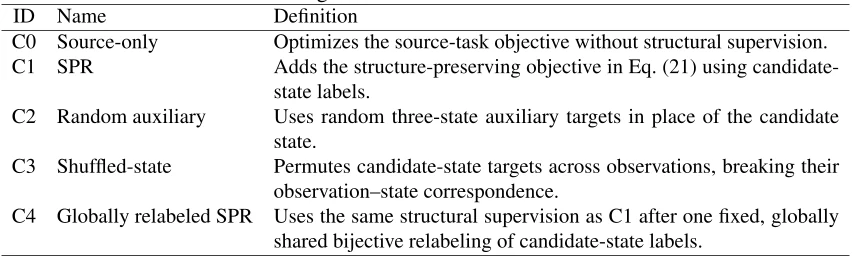 ID Name Definition
C0 Source-only Optimizes the source-task objective without structural supervision.
C1 SPR Adds the structure-preserving objective in Eq. (21) using candidate-
state labels.
C2 Random auxiliary Uses random three-state auxiliary targets in place of the candidate
state.
C3 Shuffled-state Permutes candidate-state targets across observations, breaking their
observation–state correspondence.
C4 Globally relabeled SPR Uses the same structural supervision as C1 after one fixed, globally
shared bijective relabeling of candidate-state labels.